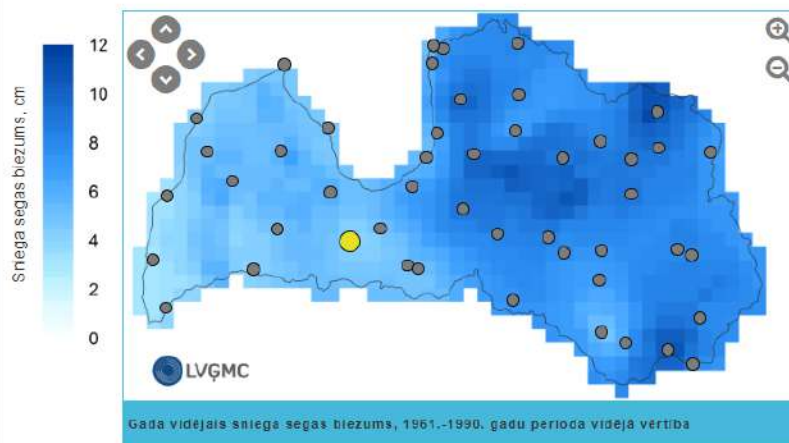 12
10
8
6
4
2
0
Sniega segas biezums, cm
LVĢMC
Gada vidējais sniega segas biezums, 1961.-1990. gadu perioda vidējā vērtība